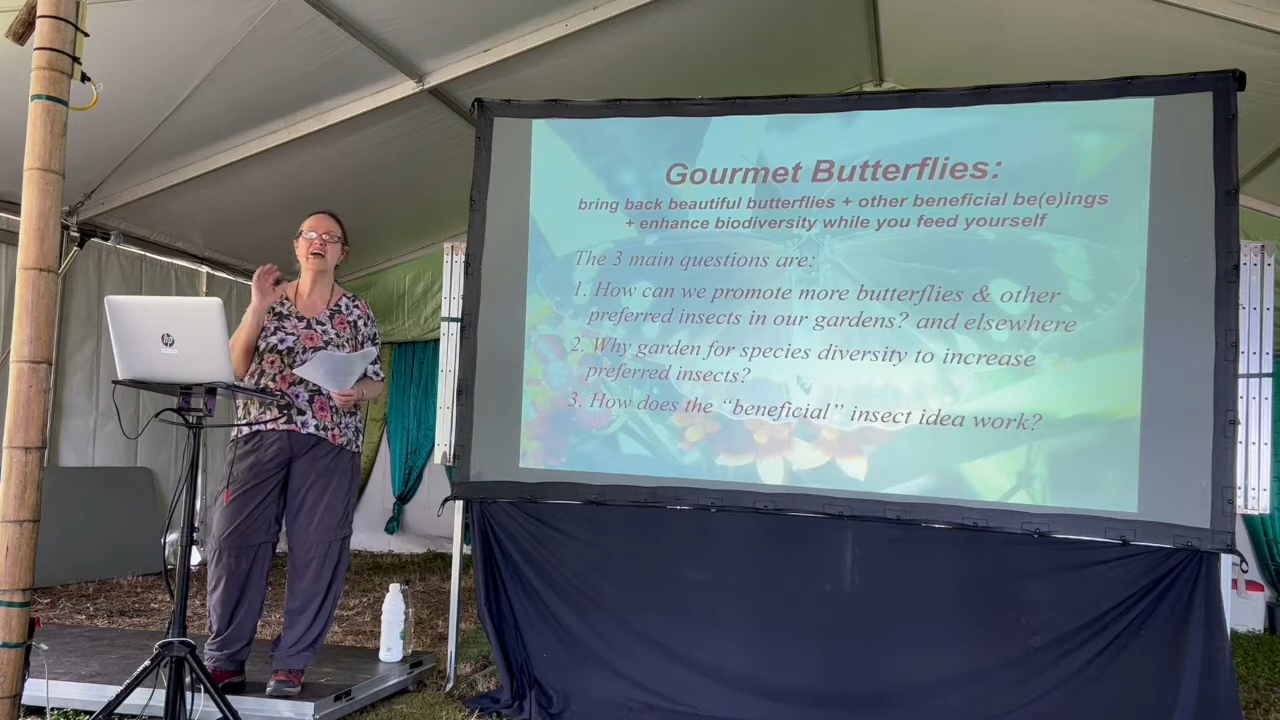 Gourmet Butterflies:
bring back beautiful butterflies + other beneficial be(e)ings
+ enhance biodiversity while you feed yourself
The 3 main questions are:
1. How can we promote more butterflies & other
preferred insects in our gardens? and elsewhere
2. Why garden for species diversity to increase
preferred insects?
3. How does the “beneficial” insect idea work?
hp